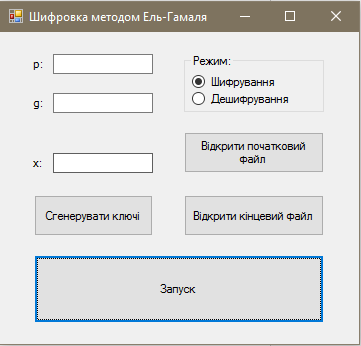 Шифровка методом Ель-Гамаля
p:
g:
x:
Режим:
Шифрування
Дешифрування
Відкрити початковий
файл
Сгенерувати ключі
Відкрити кінцевий файл
Запуск